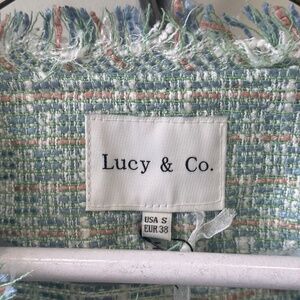 Lucy & Co.
USA S
EUR 38